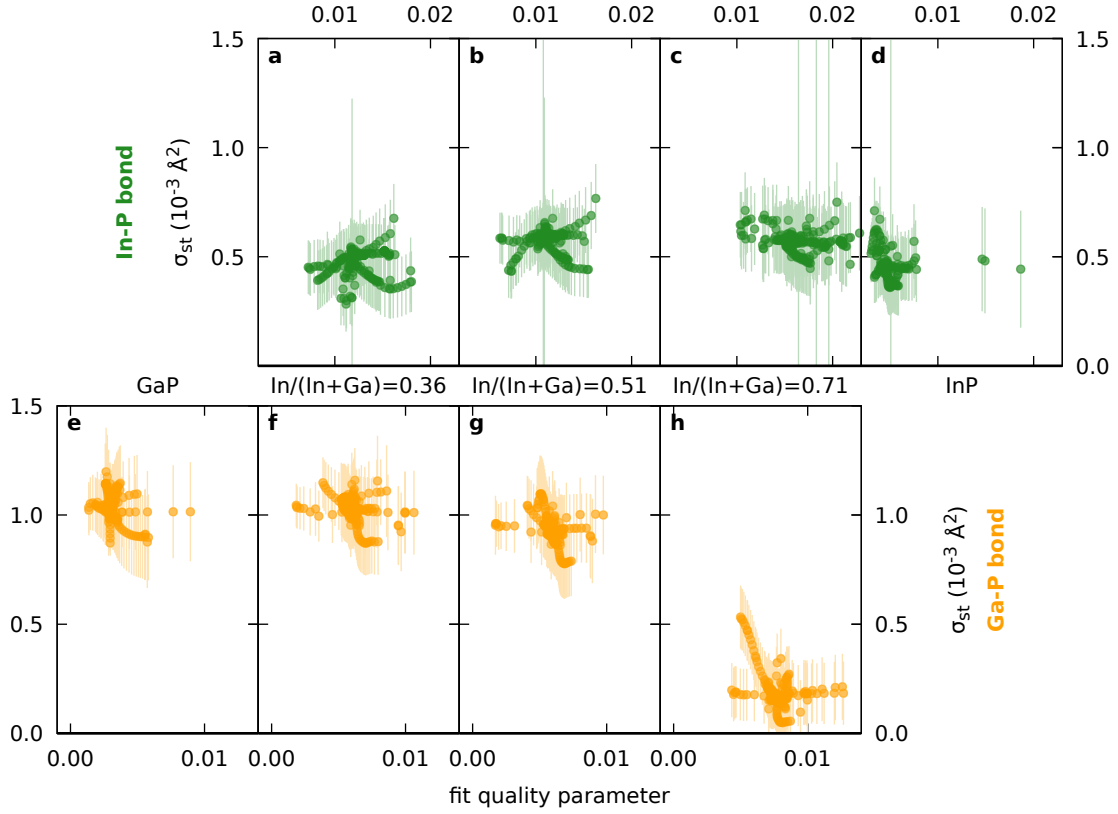 0.01 0.02 0.01 0.02 0.01 0.02 0.01 0.02
1.5 a b c d
1.0 1.0
0.5 0.5
0.0
In-P bond
σst (10-3 Å2)
GaP In/(In+Ga)=0.36 In/(In+Ga)=0.51 In/(In+Ga)=0.71 InP
1.5 e f g h
1.0 1.0
0.5 0.5
0.0 0.0
σst (10-3 Å2)
Ga-P bond
0.00 0.01 0.00 0.01 0.00 0.01 0.00 0.01
fit quality parameter